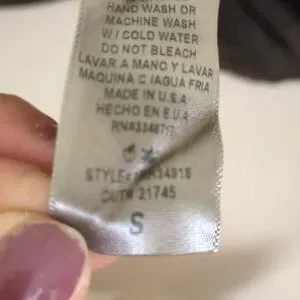 HAND WASH OR
MACHINE WASH
W/ COLD WATER
DO NOT BLEACH
LAVAR A MANO Y LAVAR
MAQUINA C/AGUA FRIA
MADE IN U.S.A
HECHO EN E.U.A
CUT# 21745
S